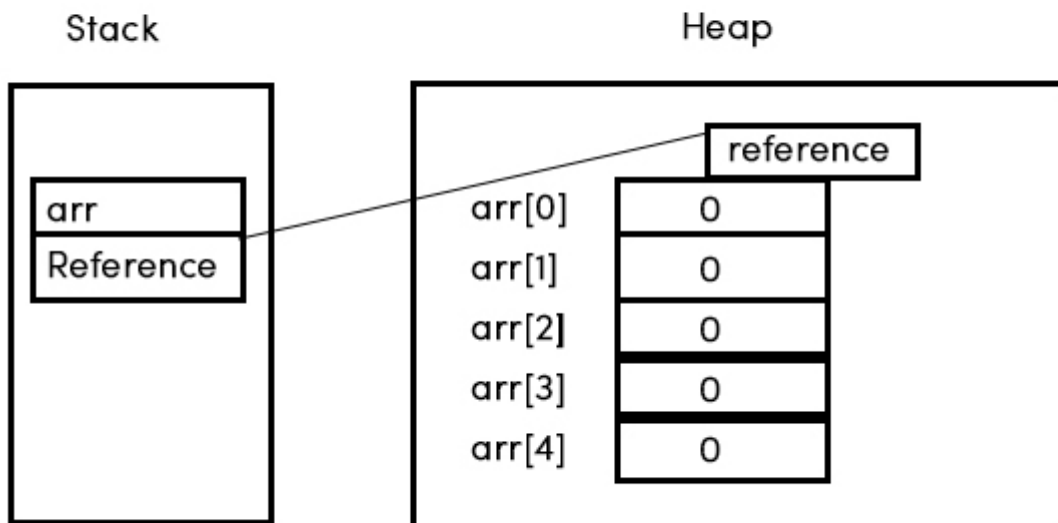 Stack
Heap
reference
arr
Reference
arr[0] 0
arr[1] 0
arr[2] 0
arr[3] 0
arr[4] 0